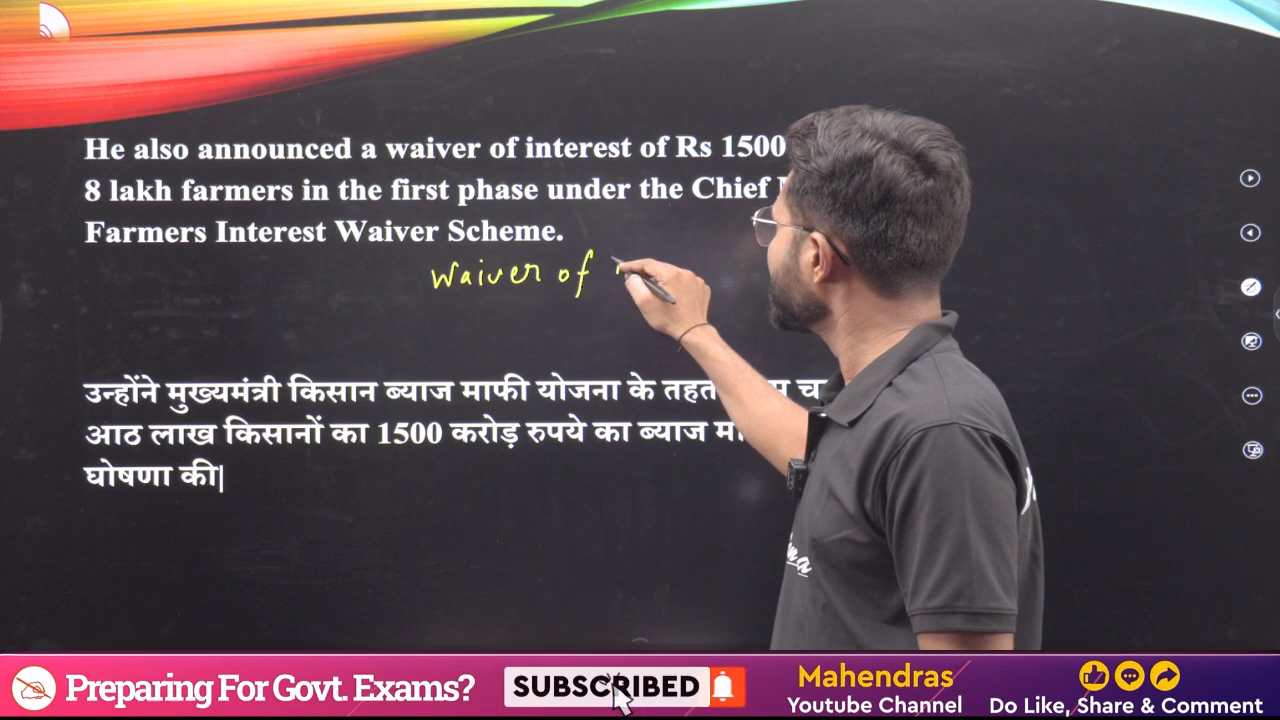 He also announced a waiver of interest of Rs 1500
8 lakh farmers in the first phase under the Chief
Farmers Interest Waiver Scheme.
Waiver of
उन्होंने मुख्यमंत्री किसान ब्याज माफी योजना के तहत
आठ लाख किसानों का 1500 करोड़ रुपये का ब्याज
घोषणा की|
Preparing For Govt. Exams?
SUBSCRIBED
Mahendras
Youtube Channel
Do Like, Share & Comment